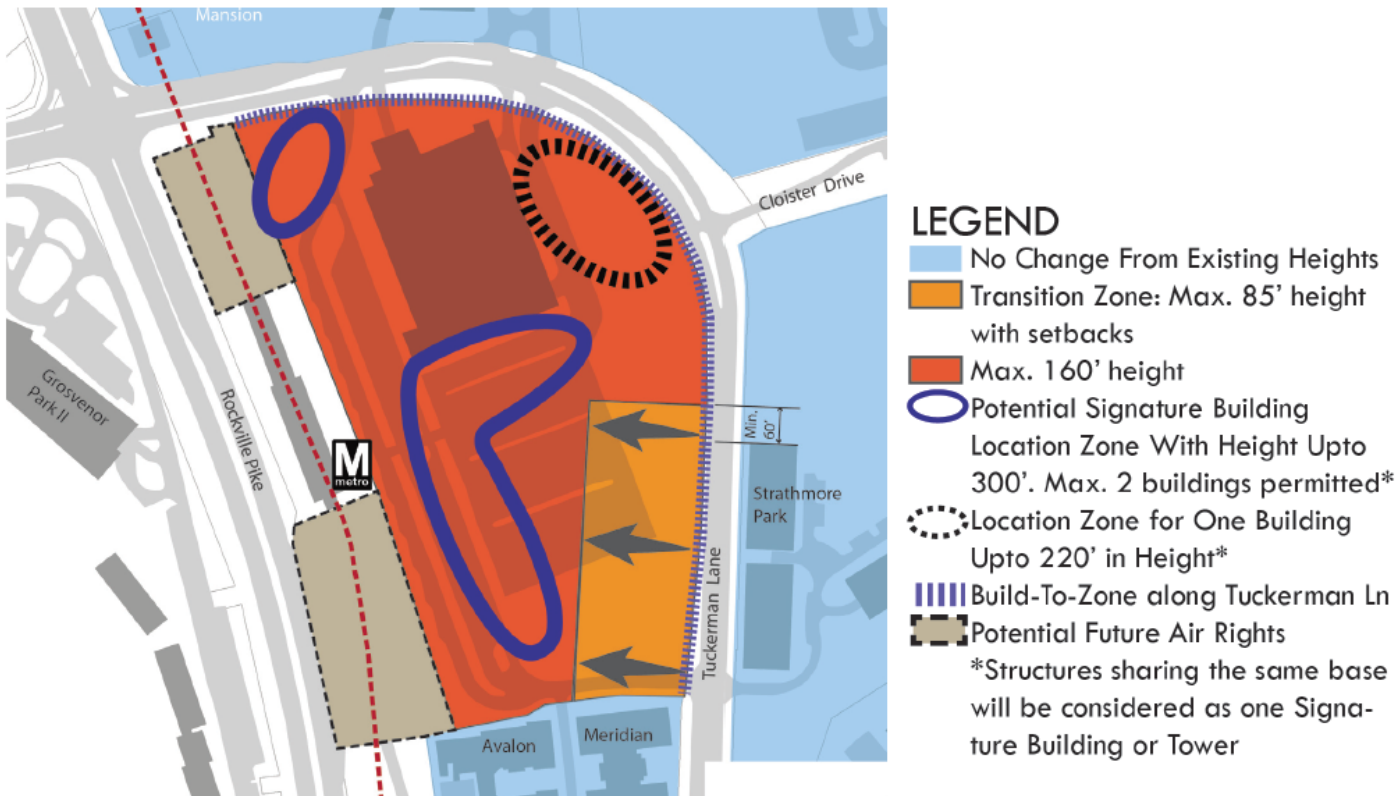 Mansion
Cloister Drive
Grosvenor
Park II
Rockville Pike
M
metro
Min.
60'
Strathmore
Park
Tuckerman Lane
Avalon
Meridian
LEGEND
No Change From Existing Heights
Transition Zone: Max. 85' height
with setbacks
Max. 160' height
Potential Signature Building
Location Zone With Height Upto
300'. Max. 2 buildings permitted*
Location Zone for One Building
Upto 220' in Height*
Build-To-Zone along Tuckerman Ln
Potential Future Air Rights
*Structures sharing the same base
will be considered as one Signa-
ture Building or Tower